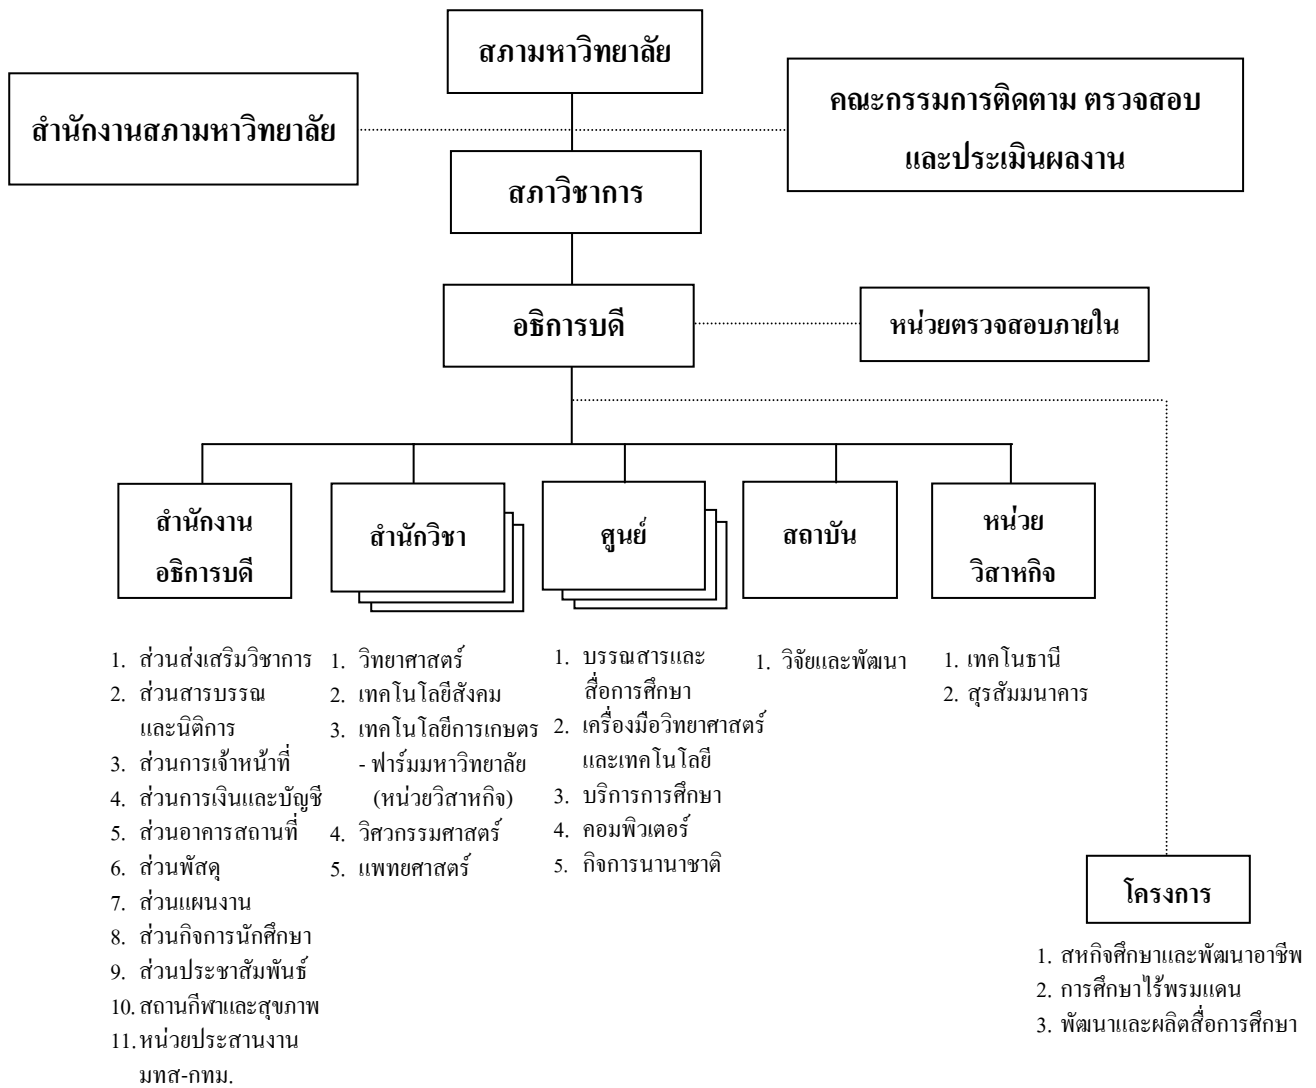 สภามหาวิทยาลัย
สำนักงานสภามหาวิทยาลัย
คณะกรรมการติดตาม ตรวจสอบ
และประเมินผลงาน
สภาวิชาการ
อธิการบดี
หน่วยตรวจสอบภายใน
สำนักงาน
อธิการบดี
สำนักวิชา
ศูนย์
สถาบัน
หน่วย
วิสาหกิจ
1. ส่วนส่งเสริมวิชาการ
2. ส่วนสารบรรณ
และนิติการ
3. ส่วนการเจ้าหน้าที่
4. ส่วนการเงินและบัญชี
5. ส่วนอาคารสถานที่
6. ส่วนพัสดุ
7. ส่วนแผนงาน
8. ส่วนกิจการนักศึกษา
9. ส่วนประชาสัมพันธ์
10. สถานกีฬาและสุขภาพ
11. หน่วยประสานงาน
มทส-กทม.
1. วิทยาศาสตร์
2. เทคโนโลยีสังคม
3. เทคโนโลยีการเกษตร
- ฟาร์มมหาวิทยาลัย
(หน่วยวิสาหกิจ)
4. วิศวกรรมศาสตร์
5. แพทยศาสตร์
1. บรรณสารและ
สื่อการศึกษา
2. เครื่องมือวิทยาศาสตร์
และเทคโนโลยี
3. บริการการศึกษา
4. คอมพิวเตอร์
5. กิจการนานาชาติ
1. วิจัยและพัฒนา
1. เทคโนธานี
2. สุรสัมมนาคาร
โครงการ
1. สหกิจศึกษาและพัฒนาอาชีพ
2. การศึกษาไร้พรมแดน
3. พัฒนาและผลิตสื่อการศึกษา